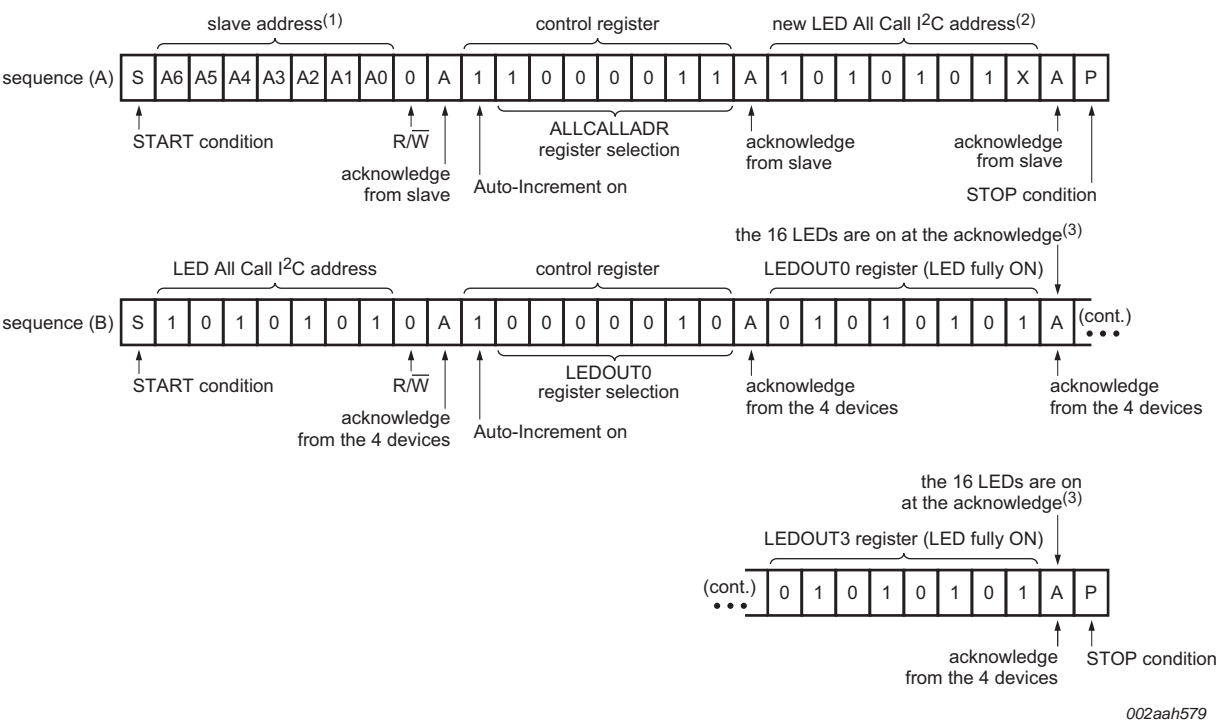 slave address(1) control register new LED All Call I2C address(2)
sequence (A) S A6 A5 A4 A3 A2 A1 A0 0 A 1 1 0 0 0 0 1 1 A 1 0 1 0 1 0 1 X A P
START condition R/W ALLCALLADR
register selection
acknowledge
from slave
acknowledge
from slave
acknowledge
from slave
Auto-Increment on
STOP condition
the 16 LEDs are on at the acknowledge(3)
LED All Call I2C address control register LEDOUT0 register (LED fully ON)
sequence (B) S 1 0 1 0 1 0 1 0 A 1 0 0 0 0 0 1 0 A 0 1 0 1 0 1 0 1 A (cont.)
START condition R/W LEDOUT0
register selection
acknowledge
from the 4 devices
acknowledge
from the 4 devices
acknowledge
from the 4 devices
Auto-Increment on
the 16 LEDs are on
at the acknowledge(3)
LEDOUT3 register (LED fully ON)
(cont.) 0 1 0 1 0 1 0 1 A P
acknowledge
from the 4 devices
STOP condition
002aah579